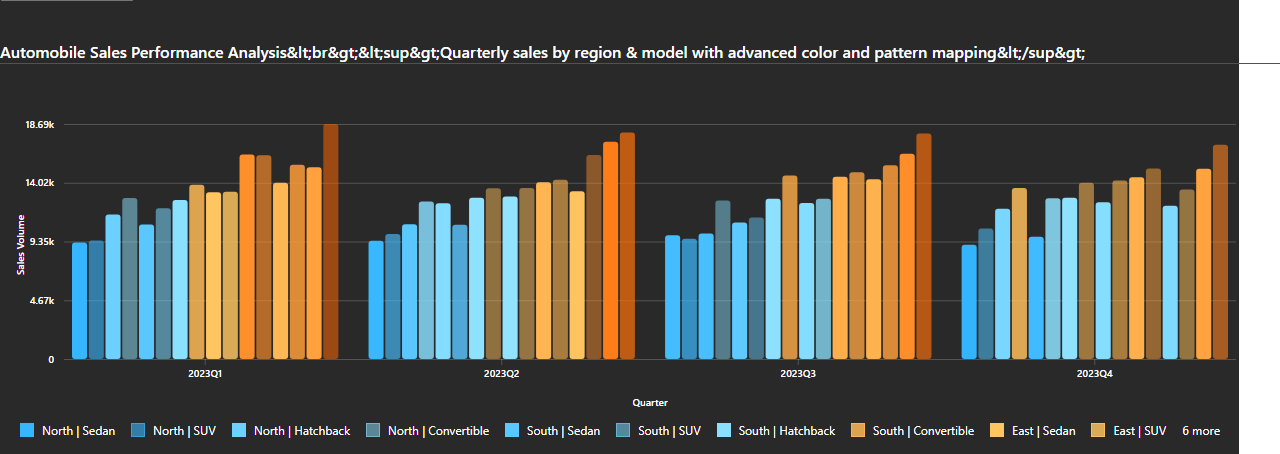 Automobile Sales Performance Analysis&lt;br&gt;&lt;sup&gt;Quarterly sales by region & model with advanced color and pattern mapping&lt;/sup&gt;
18.69k
14.02k
9.35k
4.67k
0
Sales Volume
2023Q1
2023Q2
2023Q3
2023Q4
Quarter
North | Sedan
North | SUV
North | Hatchback
North | Convertible
South | Sedan
South | SUV
South | Hatchback
South | Convertible
East | Sedan
East | SUV
6 more